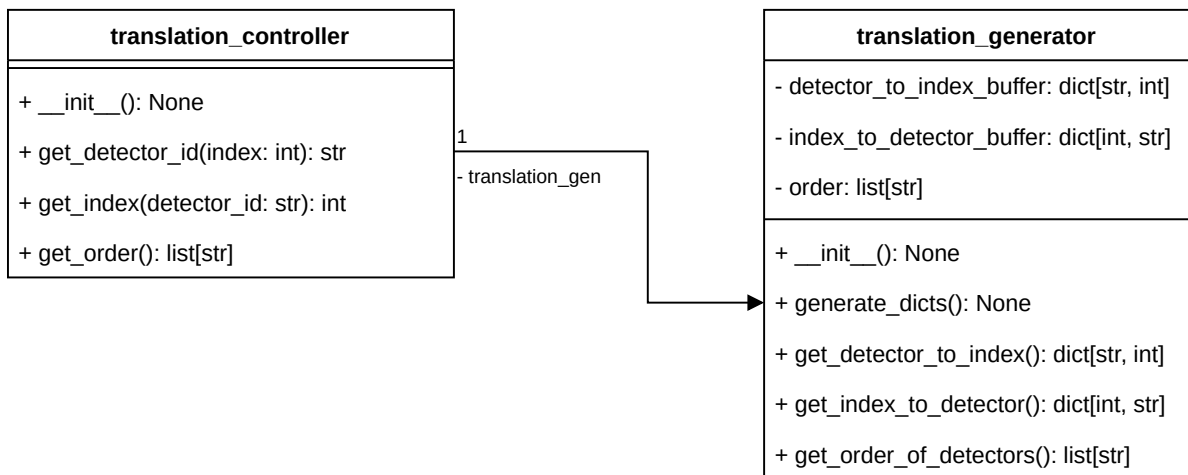 translation_controller
+ __init__(): None
+ get_detector_id(index: int): str
+ get_index(detector_id: str): int
+ get_order(): list[str]
1
- translation_gen
translation_generator
- detector_to_index_buffer: dict[str, int]
- index_to_detector_buffer: dict[int, str]
- order: list[str]
+ __init__(): None
+ generate_dicts(): None
+ get_detector_to_index(): dict[str, int]
+ get_index_to_detector(): dict[int, str]
+ get_order_of_detectors(): list[str]